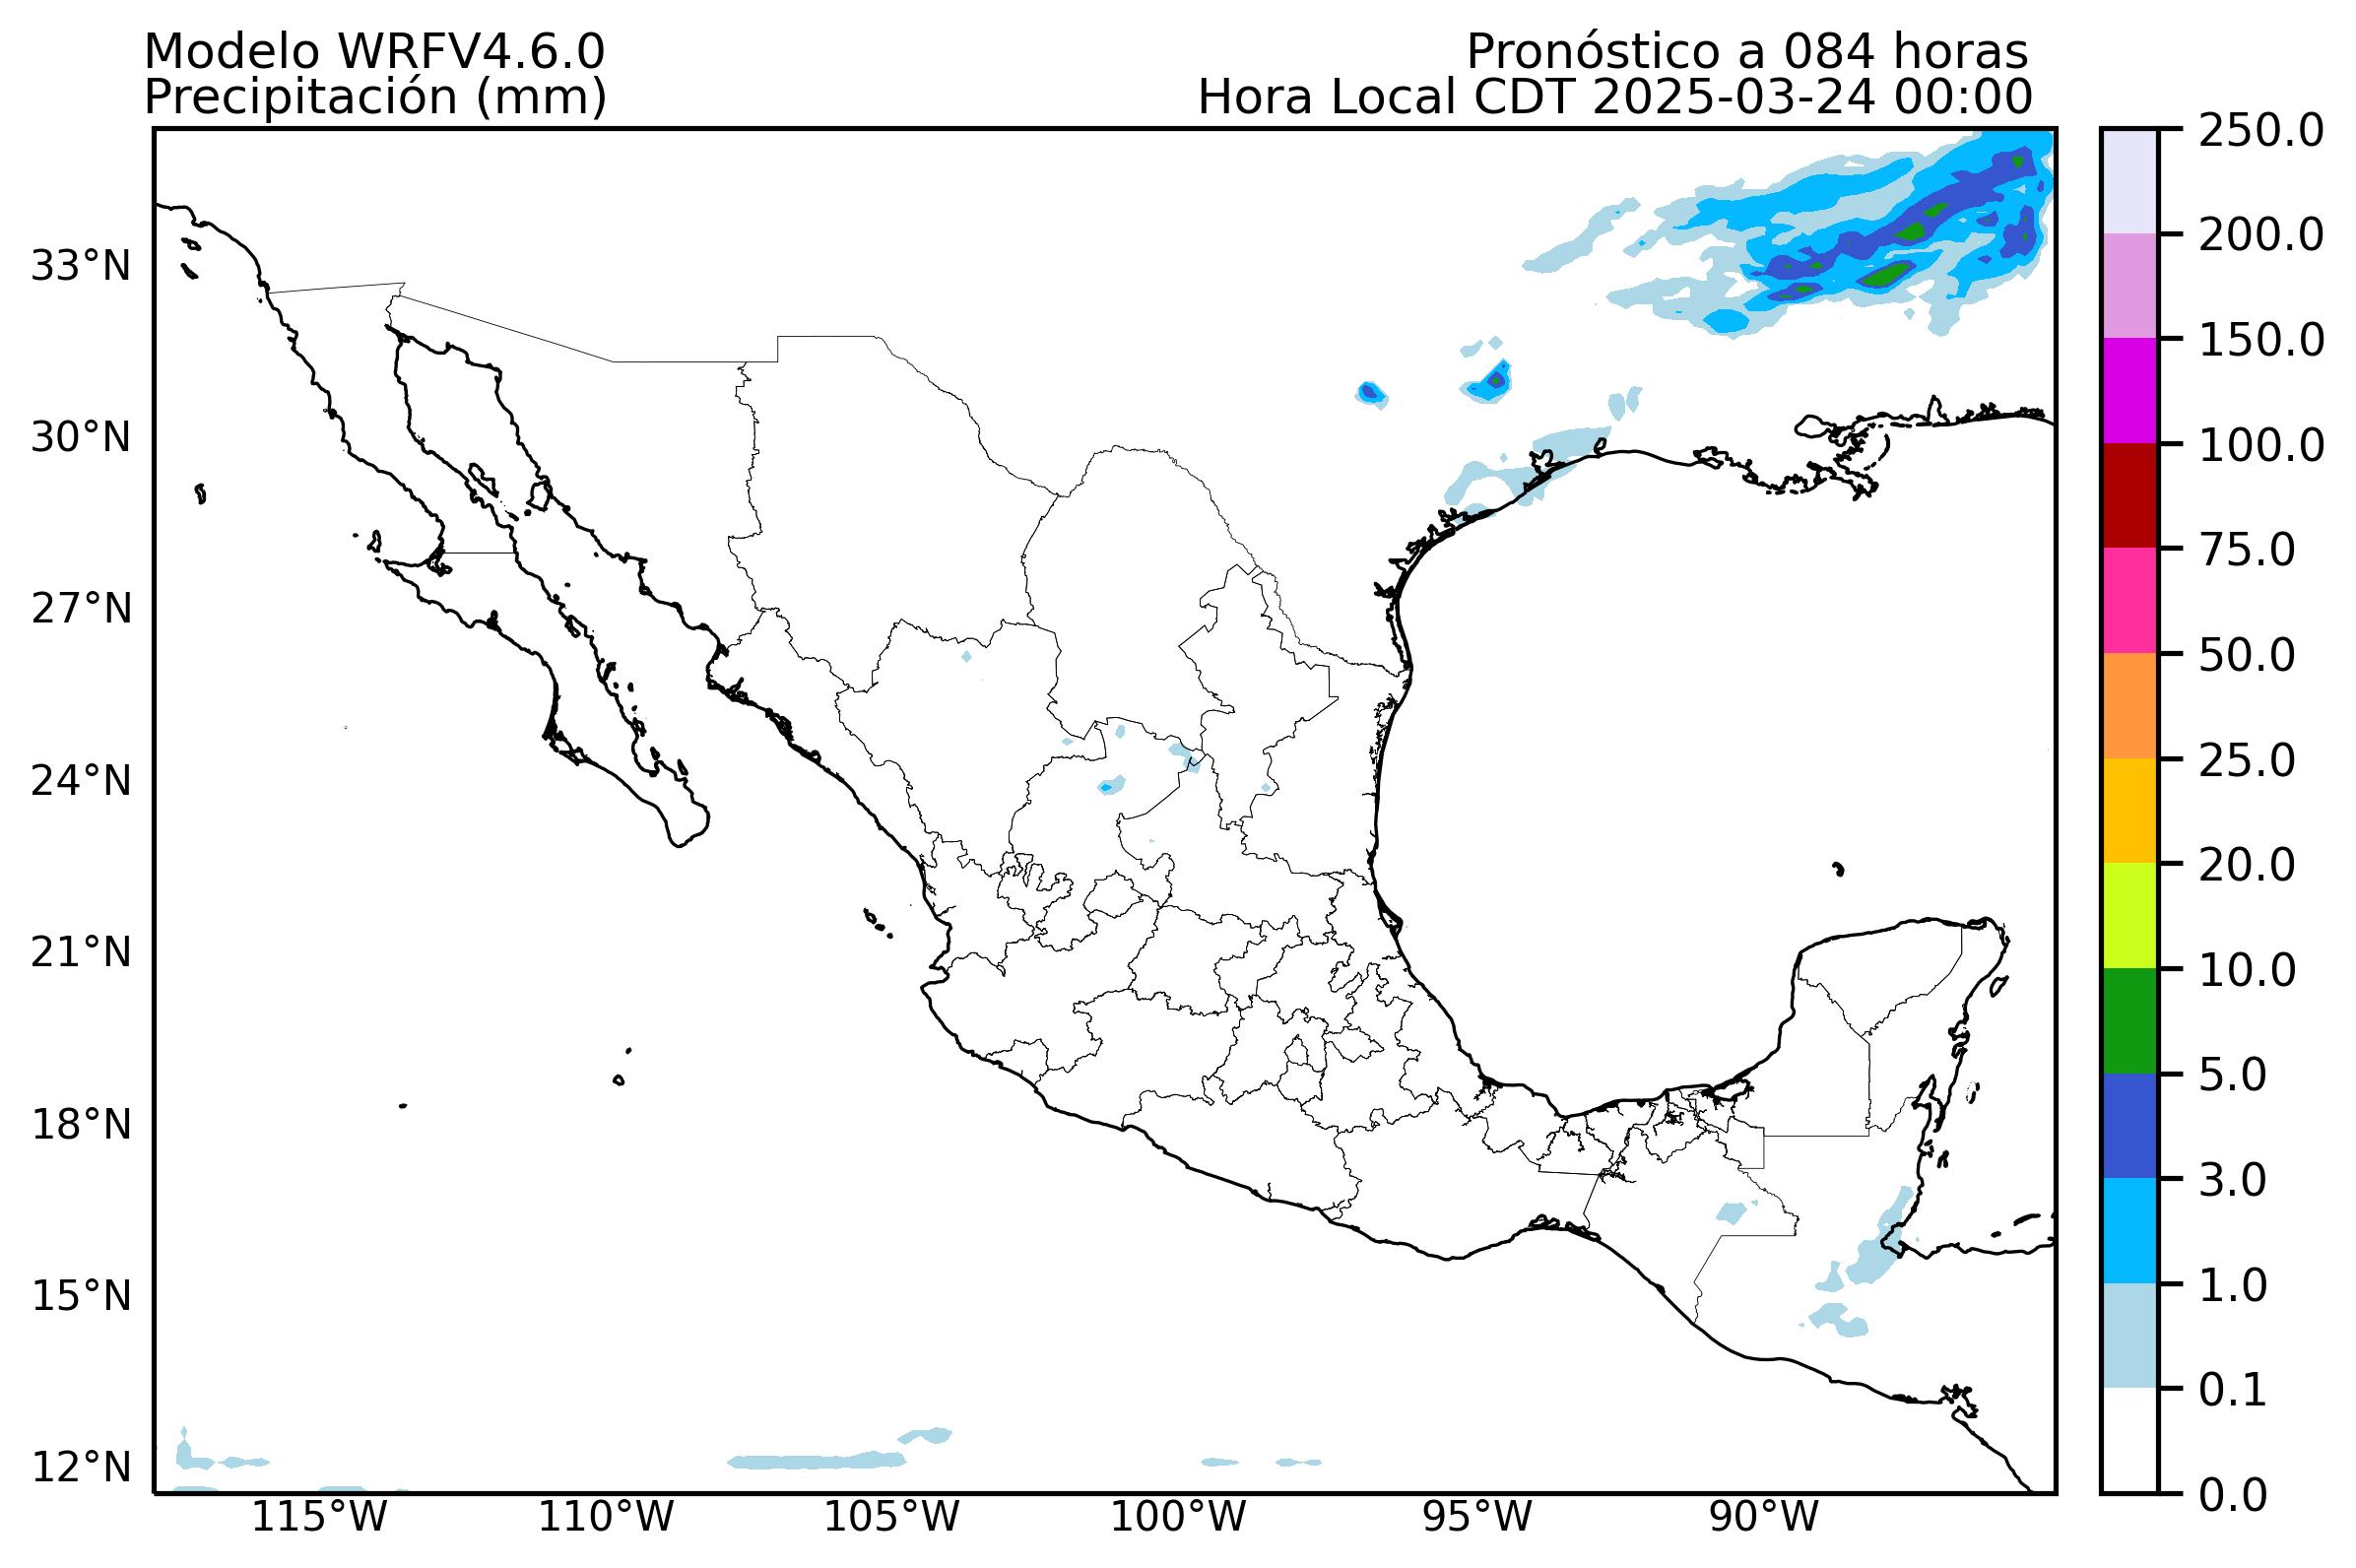 Modelo WRFV4.6.0
Precipitación (mm)
Pronóstico a 084 horas
Hora Local CDT 2025-03-24 00:00
33°N
30°N
27°N
24°N
21°N
18°N
15°N
12°N
115°W
110°W
105°W
100°W
95°W
90°W
250.0
200.0
150.0
100.0
75.0
50.0
25.0
20.0
10.0
5.0
3.0
1.0
0.1
0.0